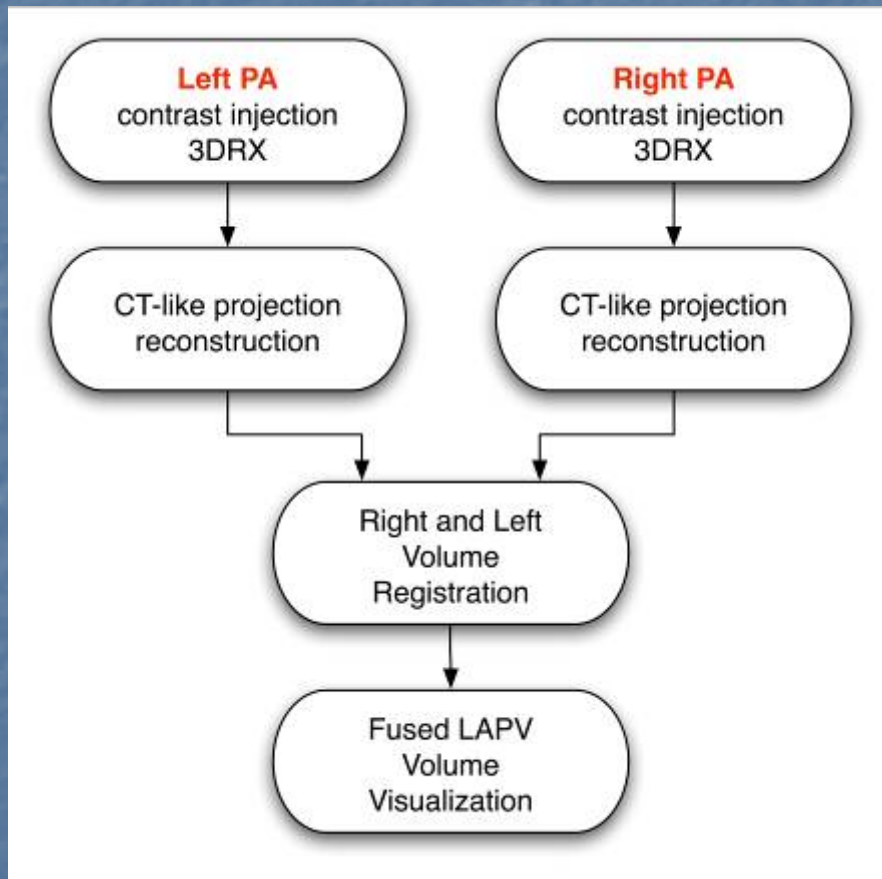 Left PA
contrast injection
3DRX
Right PA
contrast injection
3DRX
CT-like projection
reconstruction
CT-like projection
reconstruction
Right and Left
Volume
Registration
Fused LAPV
Volume
Visualization